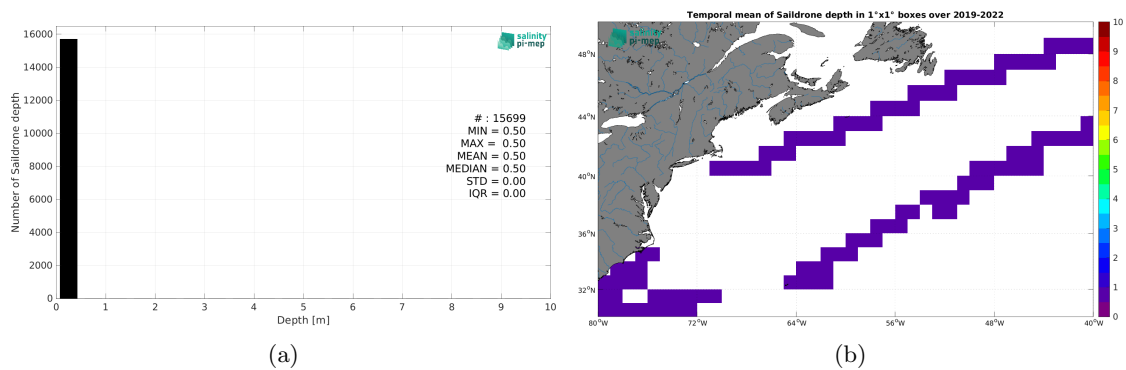 16000
14000
12000
10000
8000
6000
4000
2000
0
Number of Saildrone depth
0 1 2 3 4 5 6 7 8 9 10
Depth [m]
salinity
pi-mep
# : 15699
MIN = 0.50
MAX = 0.50
MEAN = 0.50
MEDIAN = 0.50
STD = 0.00
IQR = 0.00
(a)
Temporal mean of Saildrone depth in 1°x1° boxes over 2019-2022
salinity
pi-mep
48°N
44°N
40°N
36°N
32°N
80°W 72°W 64°W 56°W 48°W 40°W
10
9
8
7
6
5
4
3
2
1
0
(b)